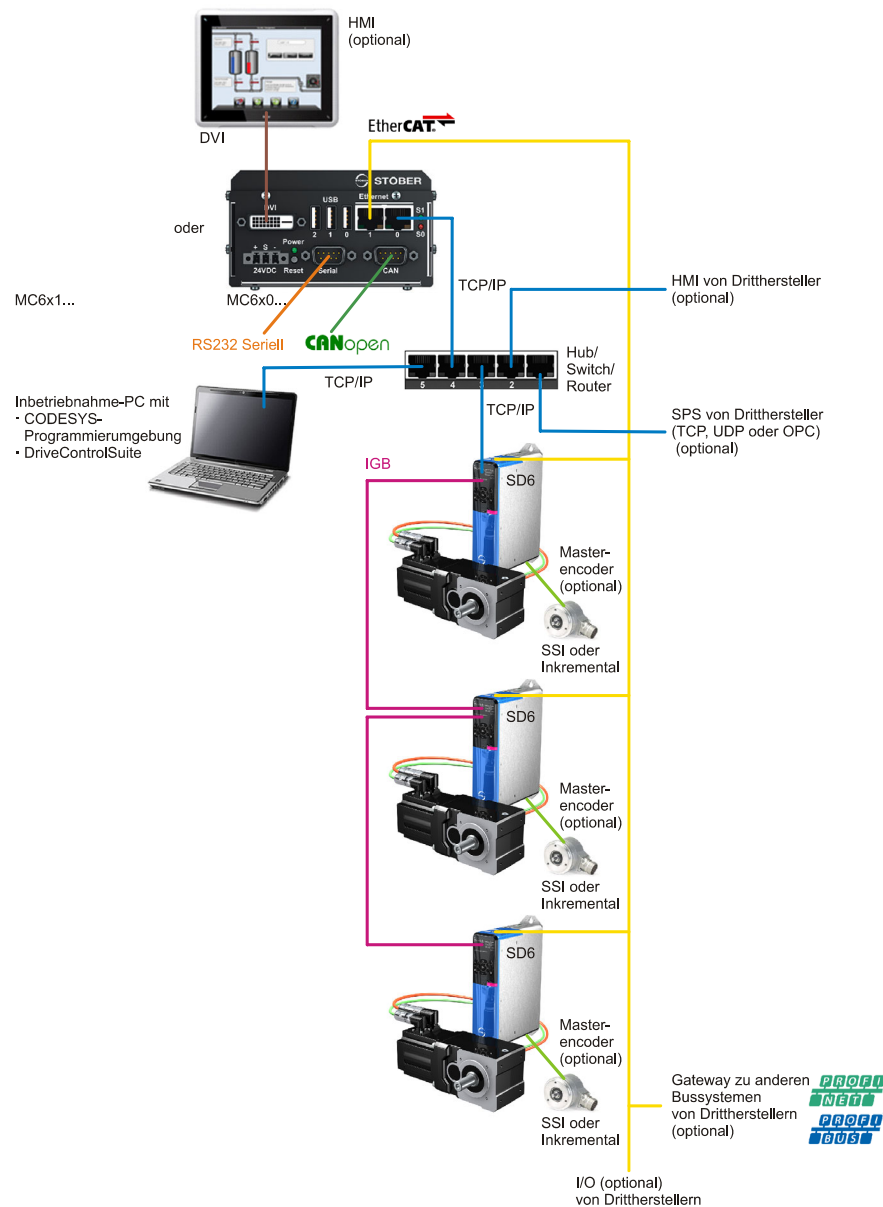 HMI
(optional)
DVI
EtherCAT
STÖBER
DVI
USB
Ethernet
2 1 0
1 0
S1
S0
oder
Power
+ S -
24VDC
Reset
Serial
CAN
MC6x1...
MC6x0...
TCP/IP
HMI von Dritthersteller
(optional)
RS232 Seriell
CANopen
Hub/
Switch/
Router
5 4 3 2 1
TCP/IP
TCP/IP
Inbetriebnahme-PC mit
· CODESYS-
Programmierumgebung
· DriveControlSuite
SPS von Dritthersteller
(TCP, UDP oder OPC)
(optional)
IGB
SD6
Master-
encoder
(optional)
SSI oder
Inkremental
SD6
Master-
encoder
(optional)
SSI oder
Inkremental
SD6
Master-
encoder
(optional)
SSI oder
Inkremental
Gateway zu anderen
Bussystemen
von Drittherstellern
(optional)
PROFI
NET
PROFI
BUS
I/O (optional)
von Drittherstellern